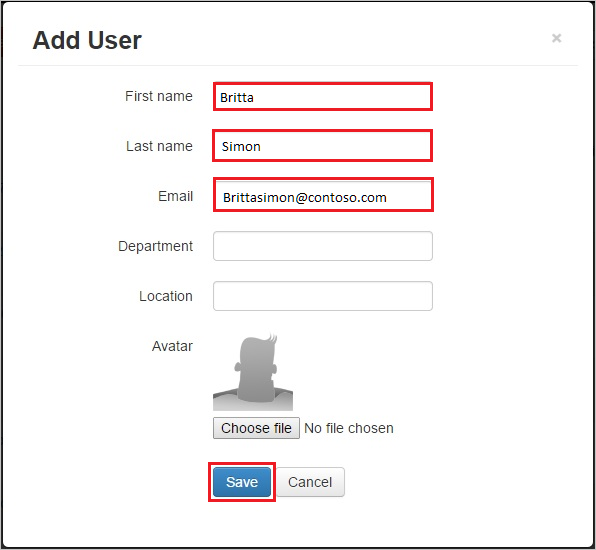 Add User
×
First name Britta
Last name Simon
Email Brittasimon@contoso.com
Department
Location
Avatar
Choose file No file chosen
Save Cancel